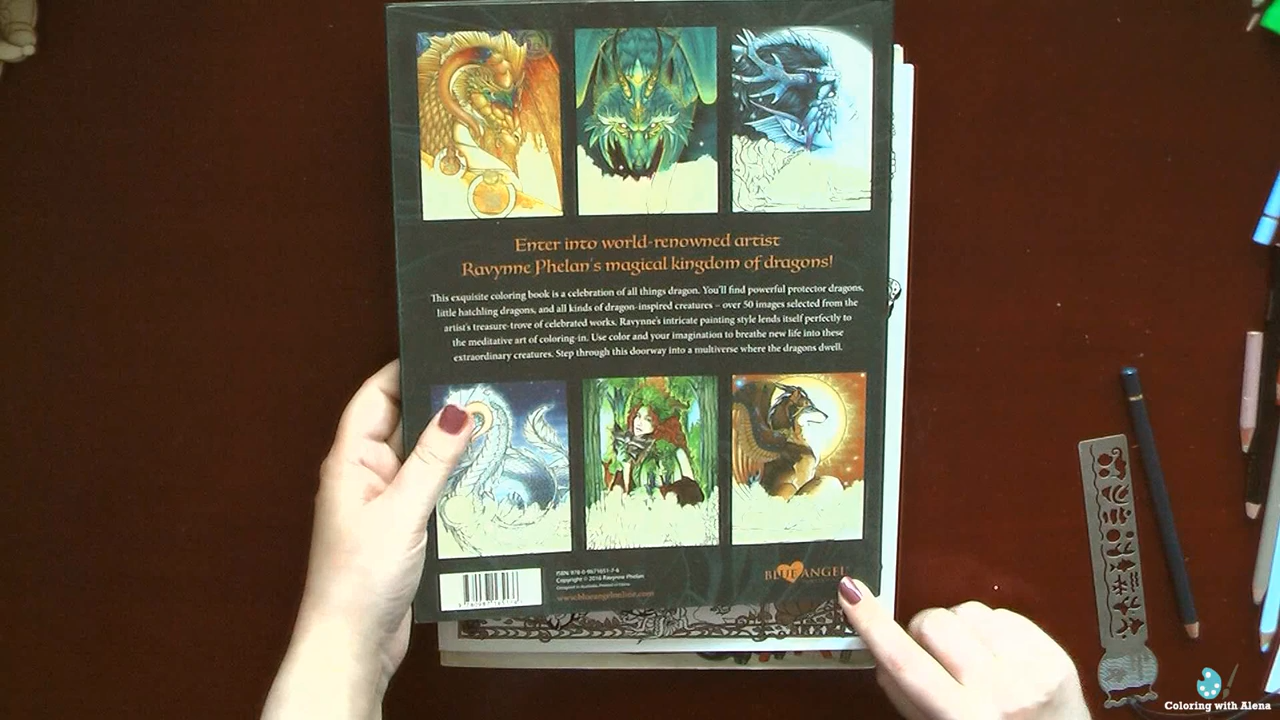 Enter into world-renowned artist
Ravynne Phelan's magical kingdom of dragons!
This exquisite coloring book is a celebration of all things dragon. You'll find powerful protector dragons,
little hatchling dragons, and all kinds of dragon-inspired creatures – over 50 images selected from the
artist's treasure-trove of celebrated works. Ravynne's intricate painting style lends itself perfectly to
the meditative art of coloring-in. Use color and your imagination to breathe new life into these
extraordinary creatures. Step through this doorway into a multiverse where the dragons dwell.
Copyright © 2016 Ravynne Phelan
www.blueangelonline.com
BLUE ANGEL
Coloring with Alena